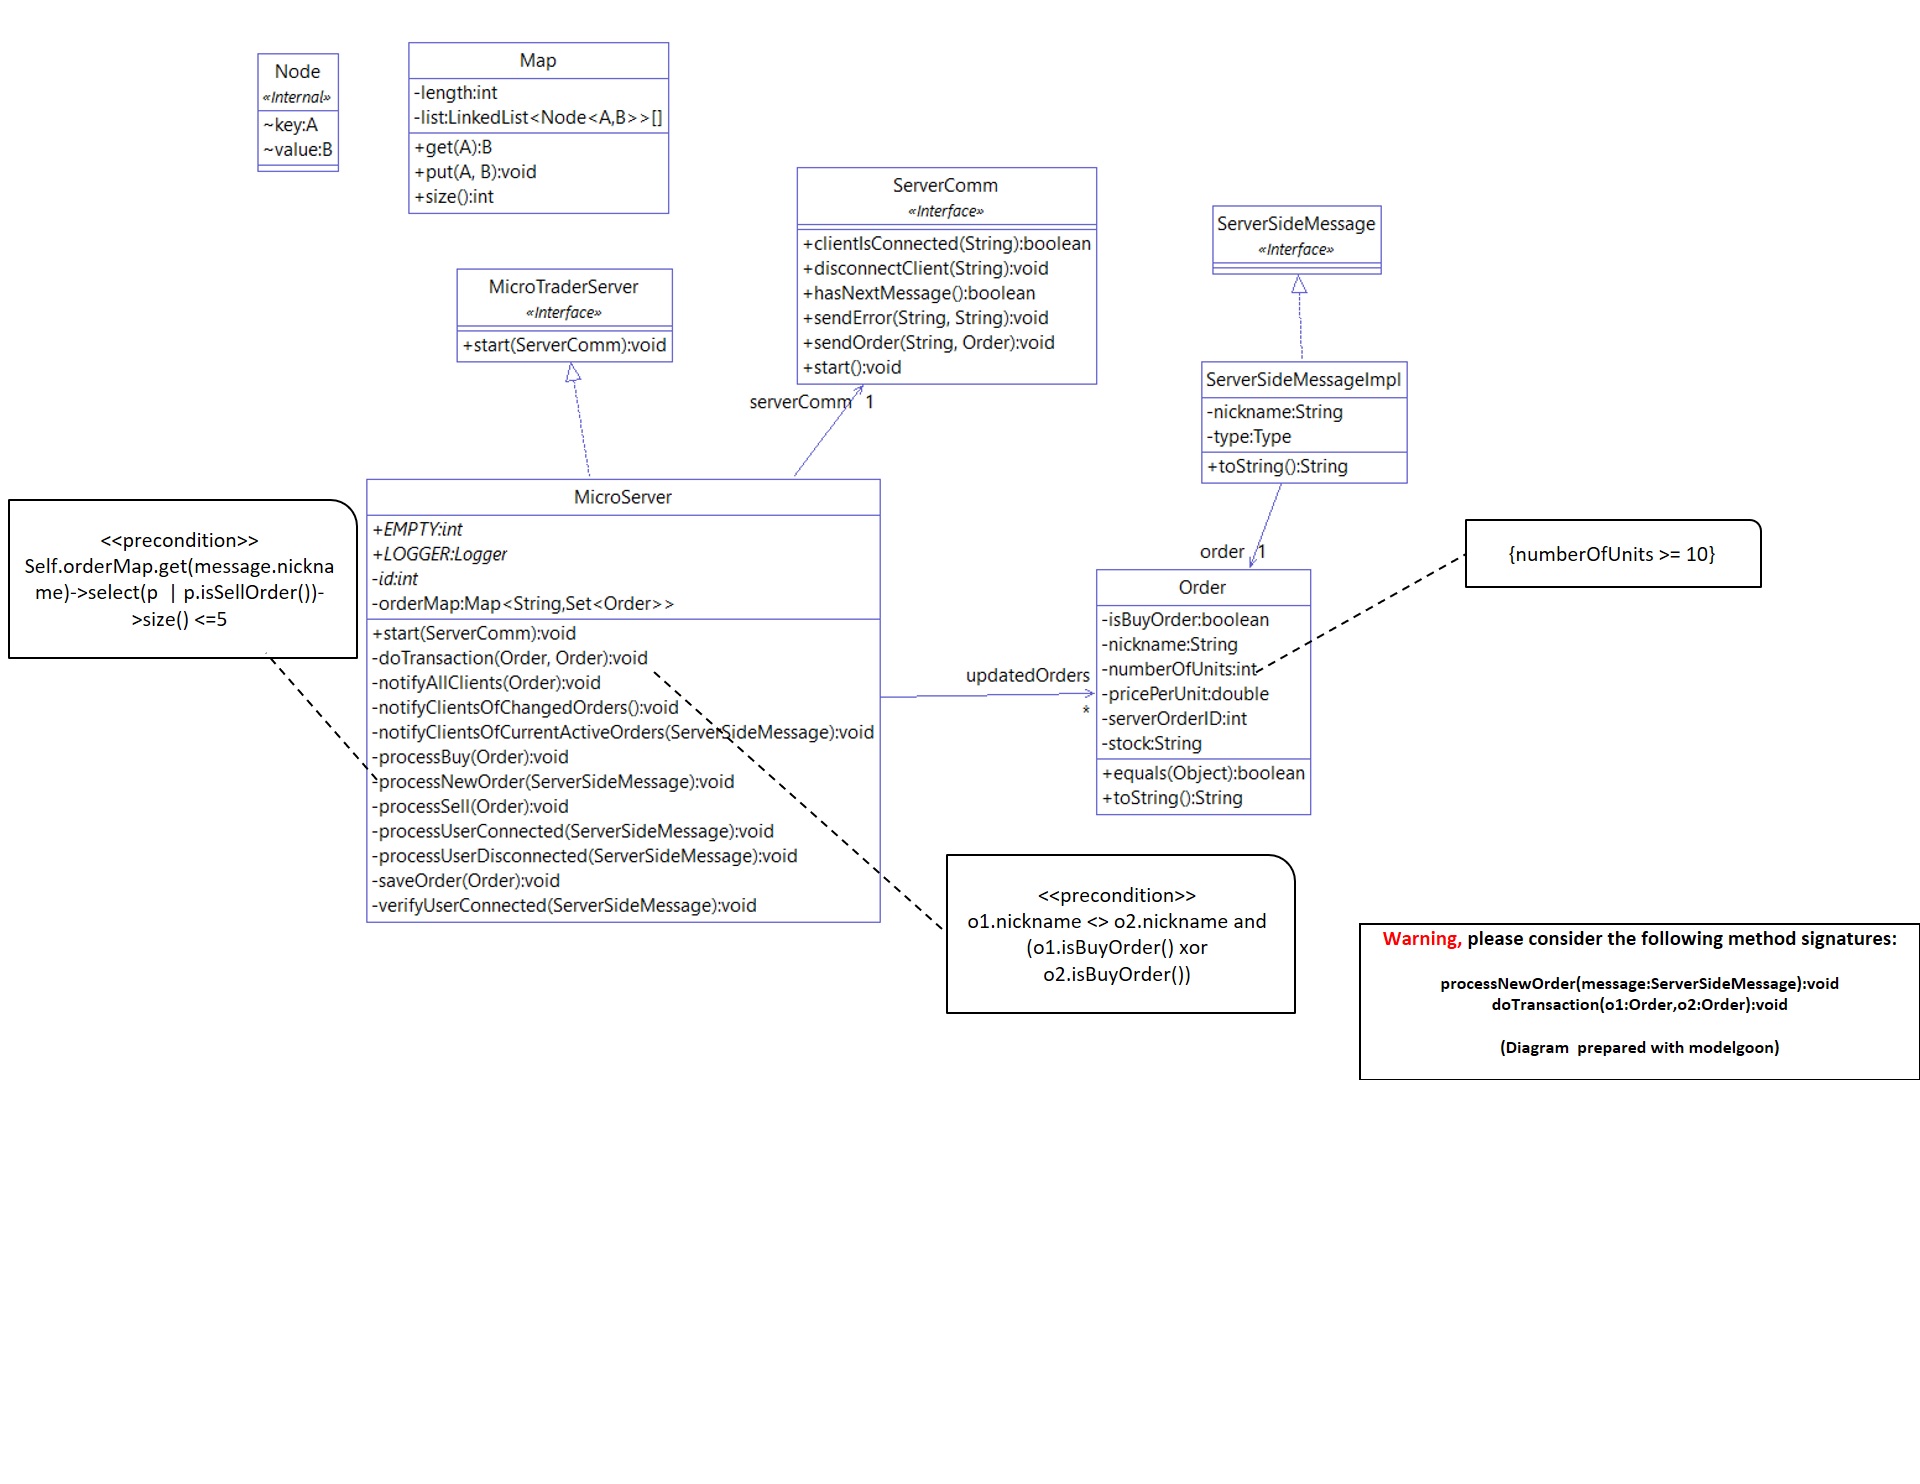 Node
«Internal»
~key:A
~value:B
Map
-length:int
-list:LinkedList<Node<A,B>>[]
+get(A):B
+put(A, B):void
+size():int
ServerComm
«Interface»
+clientIsConnected(String):boolean
+disconnectClient(String):void
+hasNextMessage():boolean
+sendError(String, String):void
+sendOrder(String, Order):void
+start():void
ServerSideMessage
«Interface»
MicroTraderServer
«Interface»
+start(ServerComm):void
ServerSideMessageImpl
-nickname:String
-type:Type
+toString():String
serverComm 1
MicroServer
+EMPTY:int
+LOGGER:Logger
-id:int
-orderMap:Map<String,Set<Order>>
+start(ServerComm):void
-doTransaction(Order, Order):void
-notifyAllClients(Order):void
-notifyClientsOfChangedOrders():void
-notifyClientsOfCurrentActiveOrders(ServerSideMessage):void
-processBuy(Order):void
-processNewOrder(ServerSideMessage):void
-processSell(Order):void
-processUserConnected(ServerSideMessage):void
-processUserDisconnected(ServerSideMessage):void
-saveOrder(Order):void
-verifyUserConnected(ServerSideMessage):void
<<precondition>>
Self.orderMap.get(message.nickna
me)->select(p | p.isSellOrder())-
>size() <=5
order 1
Order
-isBuyOrder:boolean
-nickname:String
-numberOfUnits:int
-pricePerUnit:double
-serverOrderID:int
-stock:String
+equals(Object):boolean
+toString():String
{numberOfUnits >= 10}
updatedOrders
*
<<precondition>>
o1.nickname <> o2.nickname and
(o1.isBuyOrder() xor
o2.isBuyOrder())
Warning, please consider the following method signatures:
processNewOrder(message:ServerSideMessage):void
doTransaction(o1:Order,o2:Order):void
(Diagram prepared with modelgoon)